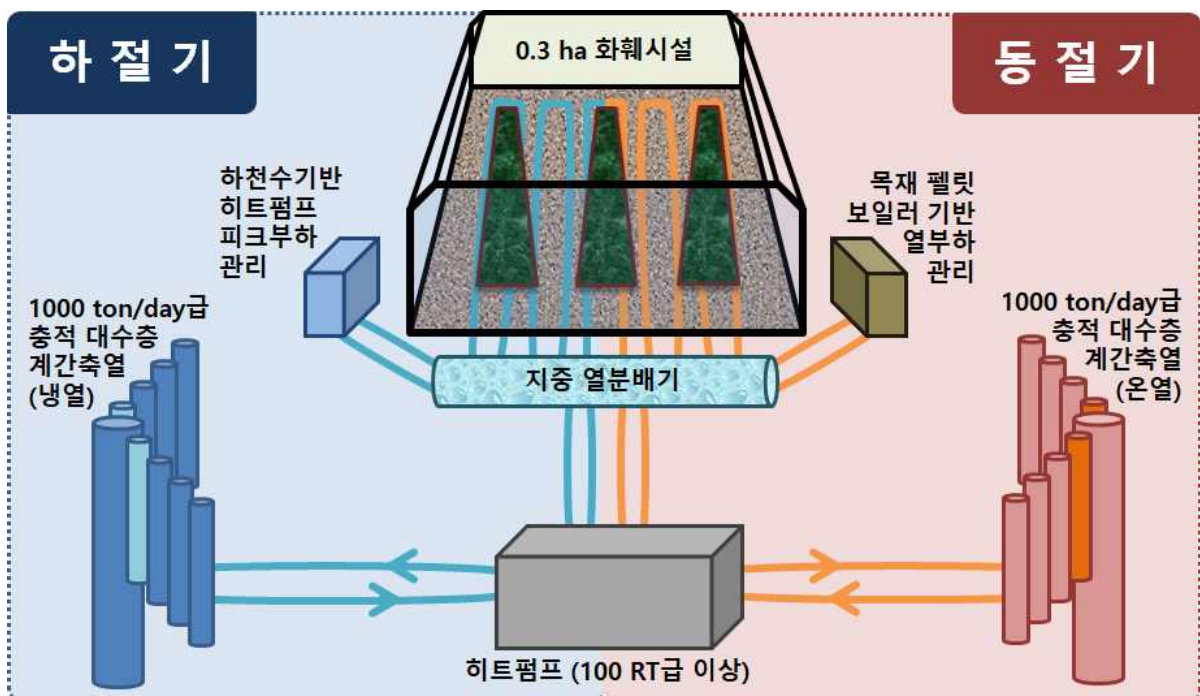 하 절 기
0.3 ha 화훼시설
동 절 기
하천수기반
히트펌프
피크부하
관리
목재 펠릿
보일러 기반
열부하
관리
1000 ton/day급
충적 대수층
계간축열
(냉열)
1000 ton/day급
충적 대수층
계간축열
(온열)
지중 열분배기
히트펌프 (100 RT급 이상)